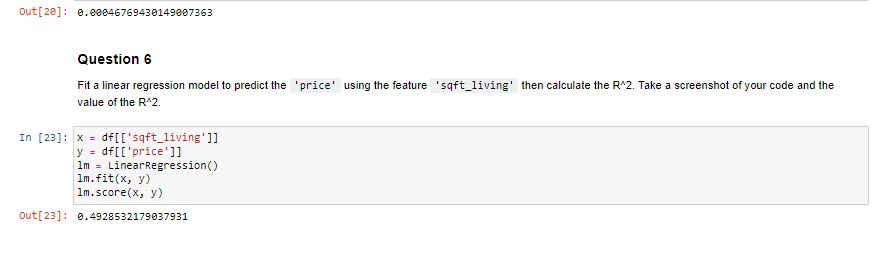 Out[20]: 0.00046769430149007363
Question 6
Fit a linear regression model to predict the 'price' using the feature 'sqft_living' then calculate the R^2. Take a screenshot of your code and the
value of the R^2.
In [23]: x = df[['sqft_living']]
y = df[['price']]
lm = LinearRegression()
lm.fit(x, y)
lm.score(x, y)
Out[23]: 0.4928532179037931